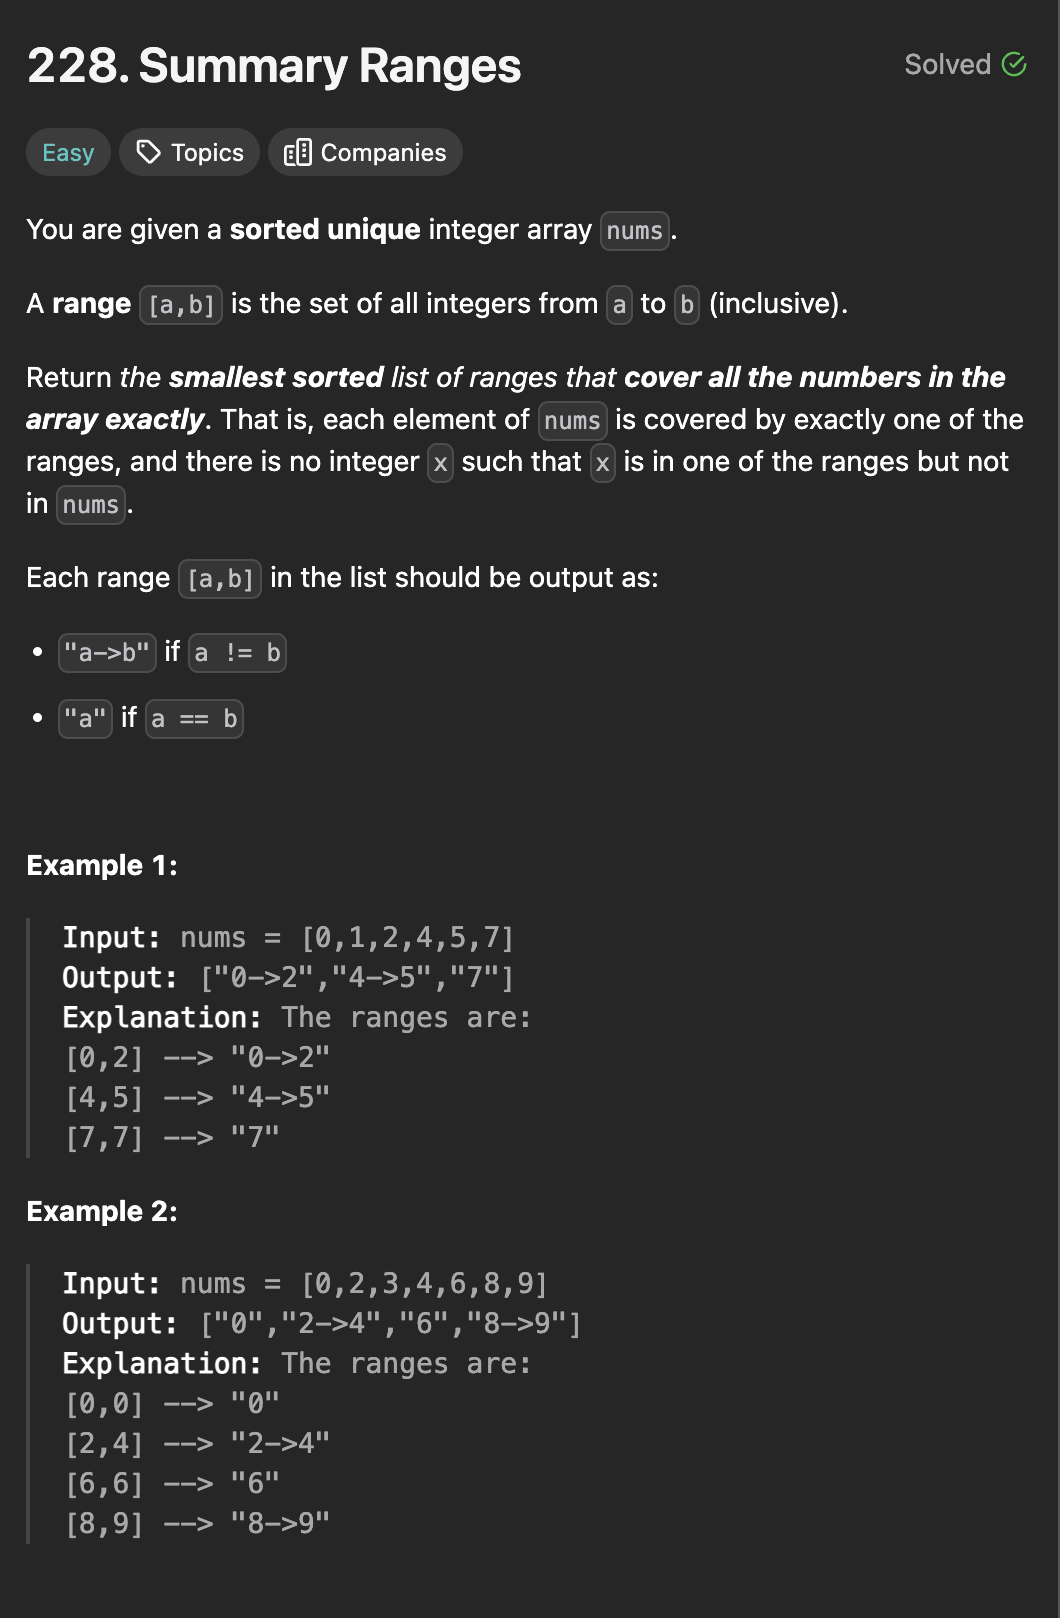 228. Summary Ranges
Solved
Easy
Topics
Companies
You are given a sorted unique integer array nums.
A range [a,b] is the set of all integers from a to b (inclusive).
Return the smallest sorted list of ranges that cover all the numbers in the
array exactly. That is, each element of nums is covered by exactly one of the
ranges, and there is no integer x such that x is in one of the ranges but not
in nums.
Each range [a,b] in the list should be output as:
• "a->b" if a != b
• "a" if a == b
Example 1:
Input: nums = [0,1,2,4,5,7]
Output: ["0->2","4->5","7"]
Explanation: The ranges are:
[0,2] --> "0->2"
[4,5] --> "4->5"
[7,7] --> "7"
Example 2:
Input: nums = [0,2,3,4,6,8,9]
Output: ["0","2->4","6","8->9"]
Explanation: The ranges are:
[0,0] --> "0"
[2,4] --> "2->4"
[6,6] --> "6"
[8,9] --> "8->9"